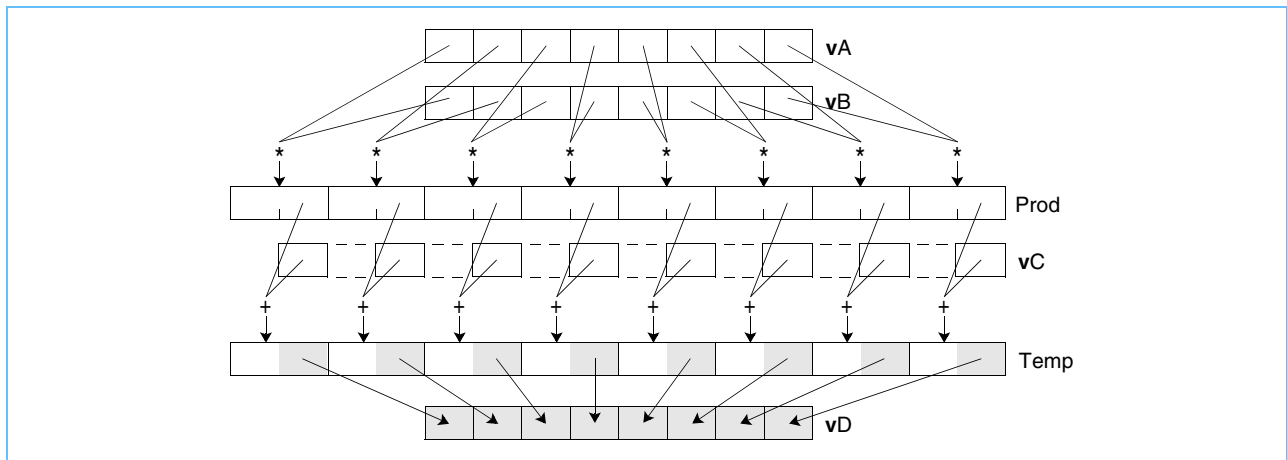 vA
vB
* * * * * * * *
Prod
vC
+ + + + + + + +
Temp
vD